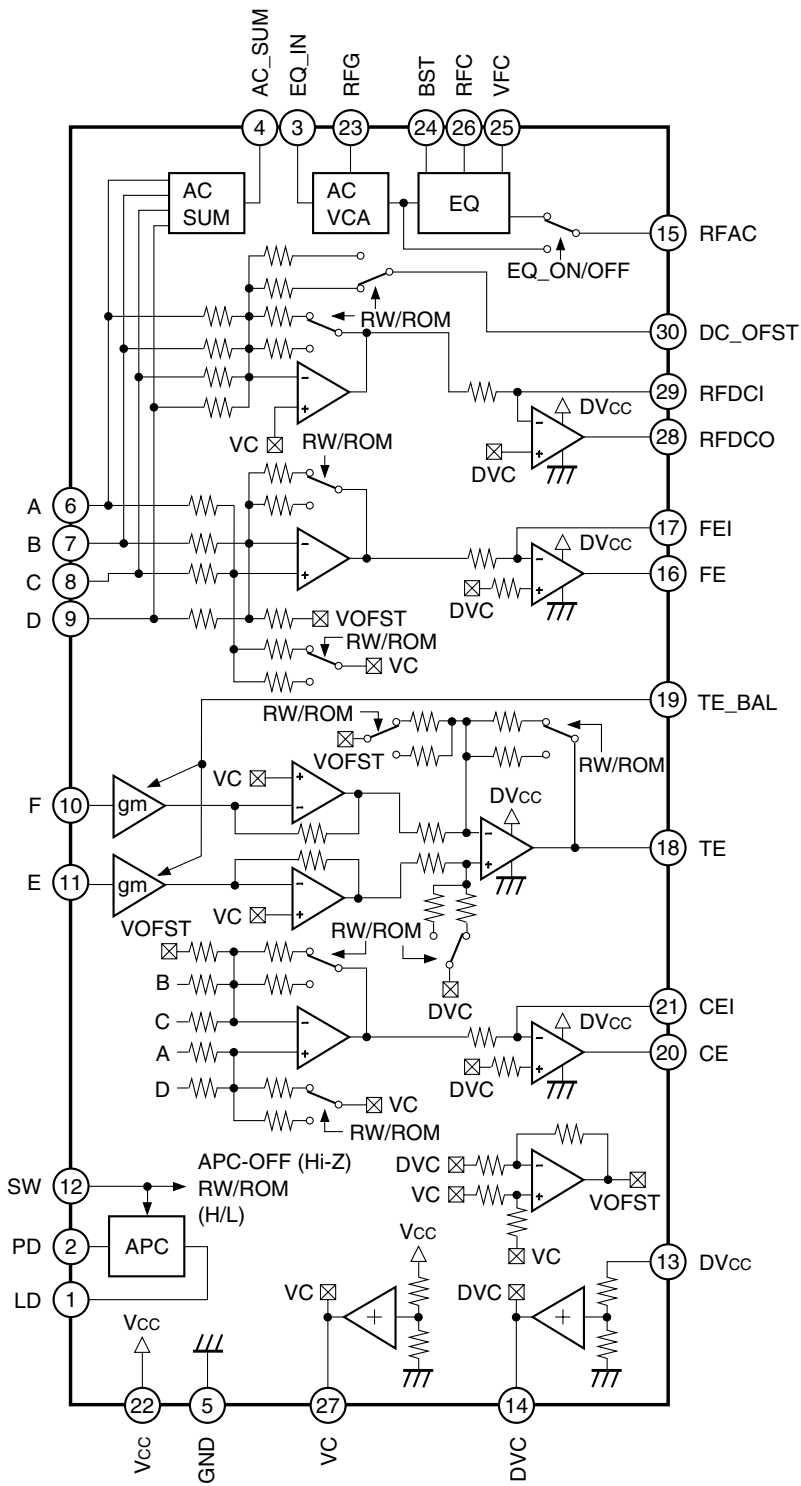 AC_SUM
EQ_IN
RFG
BST
RFC
VFC
4
3
23
24
26
25
AC
SUM
AC
VCA
EQ
15
RFAC
EQ_ON/OFF
RW/ROM
30
DC_OFST
29
RFDCI
DVCC
28
RFDCO
VC
DVC
RW/ROM
A
6
B
7
C
8
D
9
17
FEI
DVCC
16
FE
DVC
VOFST
RW/ROM
VC
19
TE_BAL
RW/ROM
VOFST
RW/ROM
VC
F
10
gm
DVCC
18
TE
E
11
gm
VC
VOFST
RW/ROM
B
DVC
C
A
D
21
CEI
DVCC
20
CE
DVC
VC
RW/ROM
SW
12
APC-OFF (Hi-Z)
RW/ROM
(H/L)
DVC
VC
VOFST
VC
PD
2
APC
LD
1
VCC
VC
DVC
13
DVCC
VCC
22
5
27
14
VCC
GND
VC
DVC